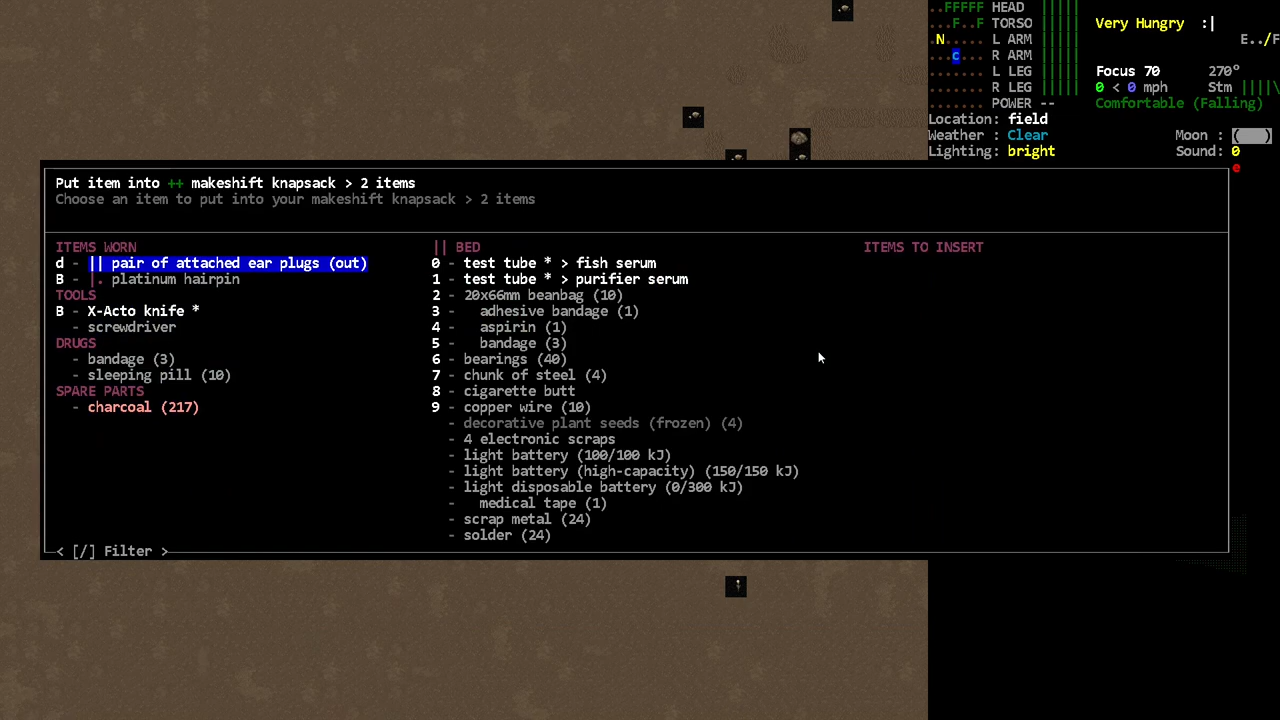 ..FFFFF HEAD |||||
..F..F TORSO ||||| Very Hungry :|
.N..... L ARM ||||| E../F
...c... R ARM |||||
....... L LEG ||||| Focus 70 270°
....... R LEG ||||| 0 < 0 mph Stm ||||\
....... POWER -- Comfortable (Falling)
Location: field
Weather : Clear Moon : ( )
Lighting: bright Sound: 0
Put item into ++ makeshift knapsack > 2 items
Choose an item to put into your makeshift knapsack > 2 items
ITEMS WORN
d - || pair of attached ear plugs (out)
B - |. platinum hairpin
TOOLS
B - X-Acto knife *
- screwdriver
DRUGS
- bandage (3)
- sleeping pill (10)
SPARE PARTS
- charcoal (217)
|| BED
0 - test tube * > fish serum
1 - test tube * > purifier serum
2 - 20x66mm beanbag (10)
3 - adhesive bandage (1)
4 - aspirin (1)
5 - bandage (3)
6 - bearings (40)
7 - chunk of steel (4)
8 - cigarette butt
9 - copper wire (10)
- decorative plant seeds (frozen) (4)
- 4 electronic scraps
- light battery (100/100 kJ)
- light battery (high-capacity) (150/150 kJ)
- light disposable battery (0/300 kJ)
- medical tape (1)
- scrap metal (24)
- solder (24)
ITEMS TO INSERT
< [/] Filter >